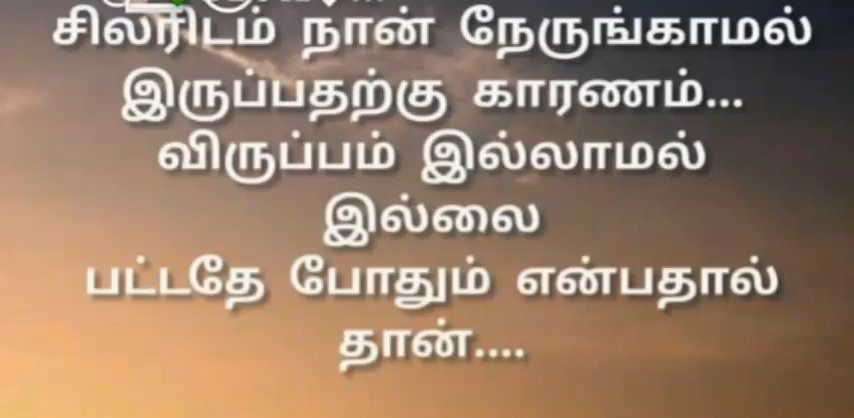 சிலரிடம் நான் நேருங்காமல்
இருப்பதற்கு காரணம்...
விருப்பம் இல்லாமல்
இல்லை
பட்டதே போதும் என்பதால்
தான்....